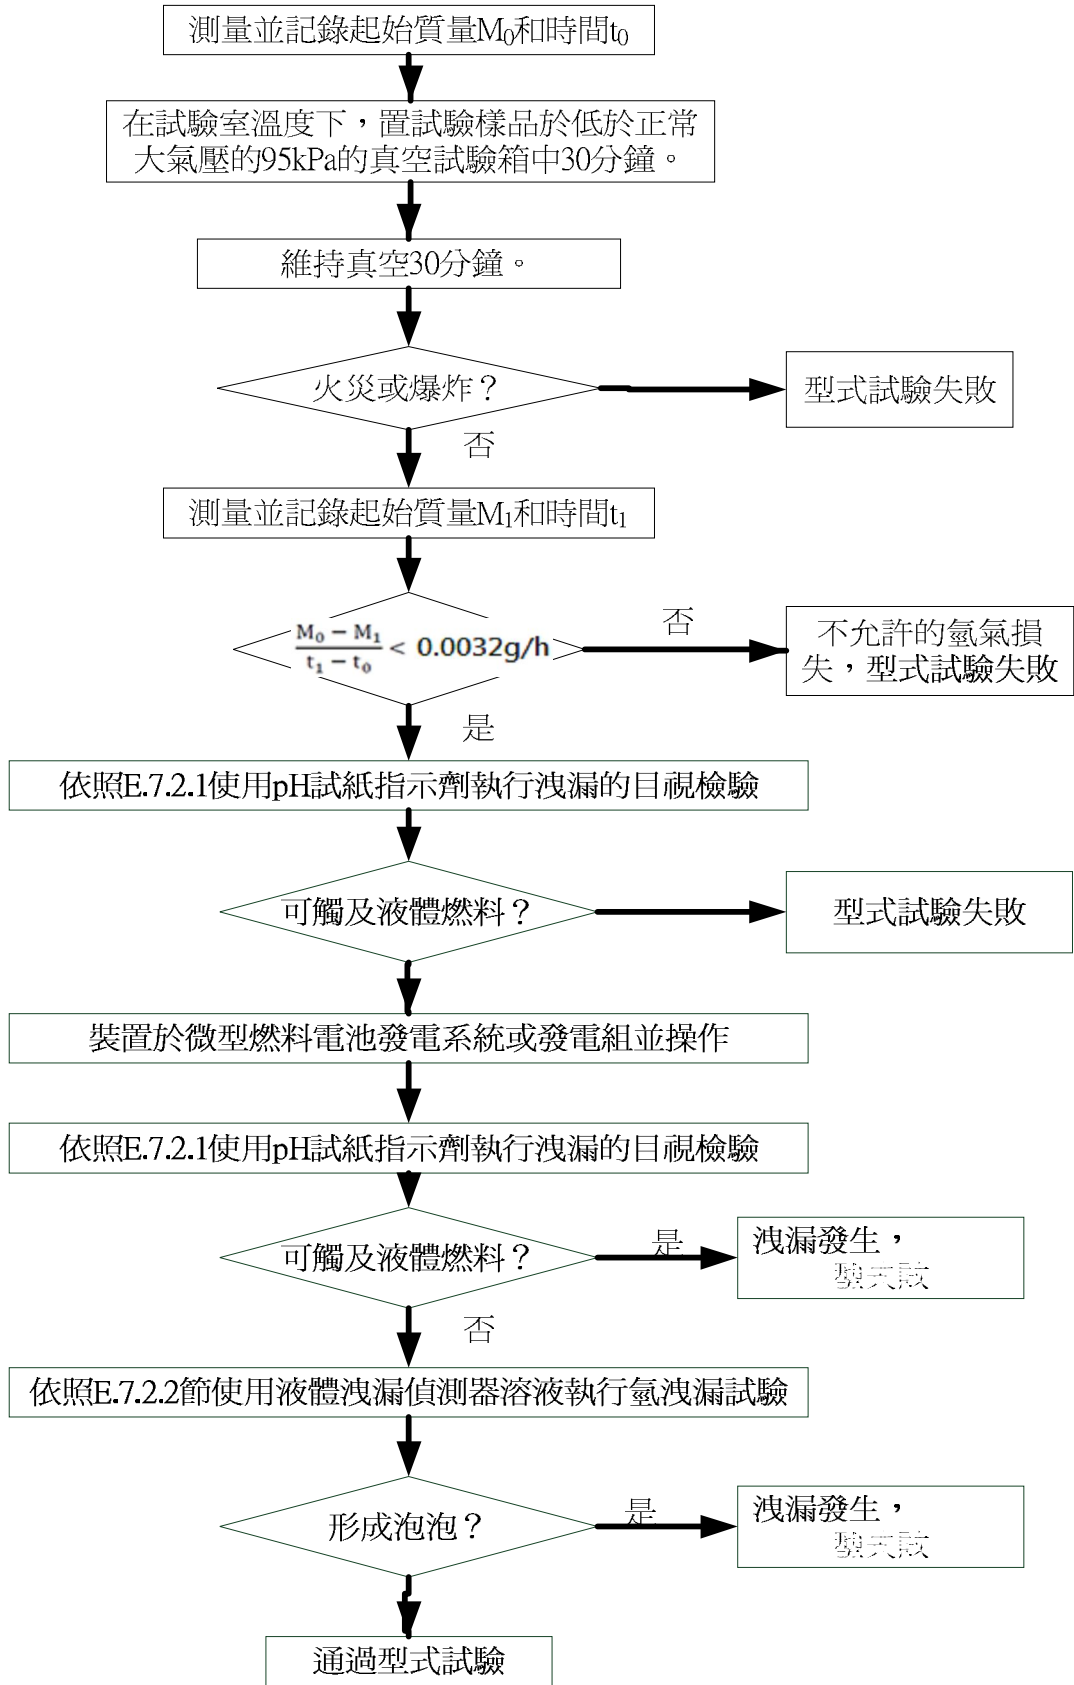 測量並記錄起始質量M₀和時間t₀
在試驗室溫度下，置試驗樣品於低於正常
大氣壓的95kPa的真空試驗箱中30分鐘。
維持真空30分鐘。
火災或爆炸？
型式試驗失敗
否
測量並記錄起始質量M₁和時間t₁
(M₀ − M₁)/(t₁ − t₀) < 0.0032g/h
否
不允許的氫氣損
失，型式試驗失敗
是
依照E.7.2.1使用pH試紙指示劑執行洩漏的目視檢驗
可觸及液體燃料？
型式試驗失敗
裝置於微型燃料電池發電系統或發電組並操作
依照E.7.2.1使用pH試紙指示劑執行洩漏的目視檢驗
可觸及液體燃料？
是
洩漏發生，
否
依照E.7.2.2節使用液體洩漏偵測器溶液執行氫洩漏試驗
形成泡泡？
是
洩漏發生，
通過型式試驗